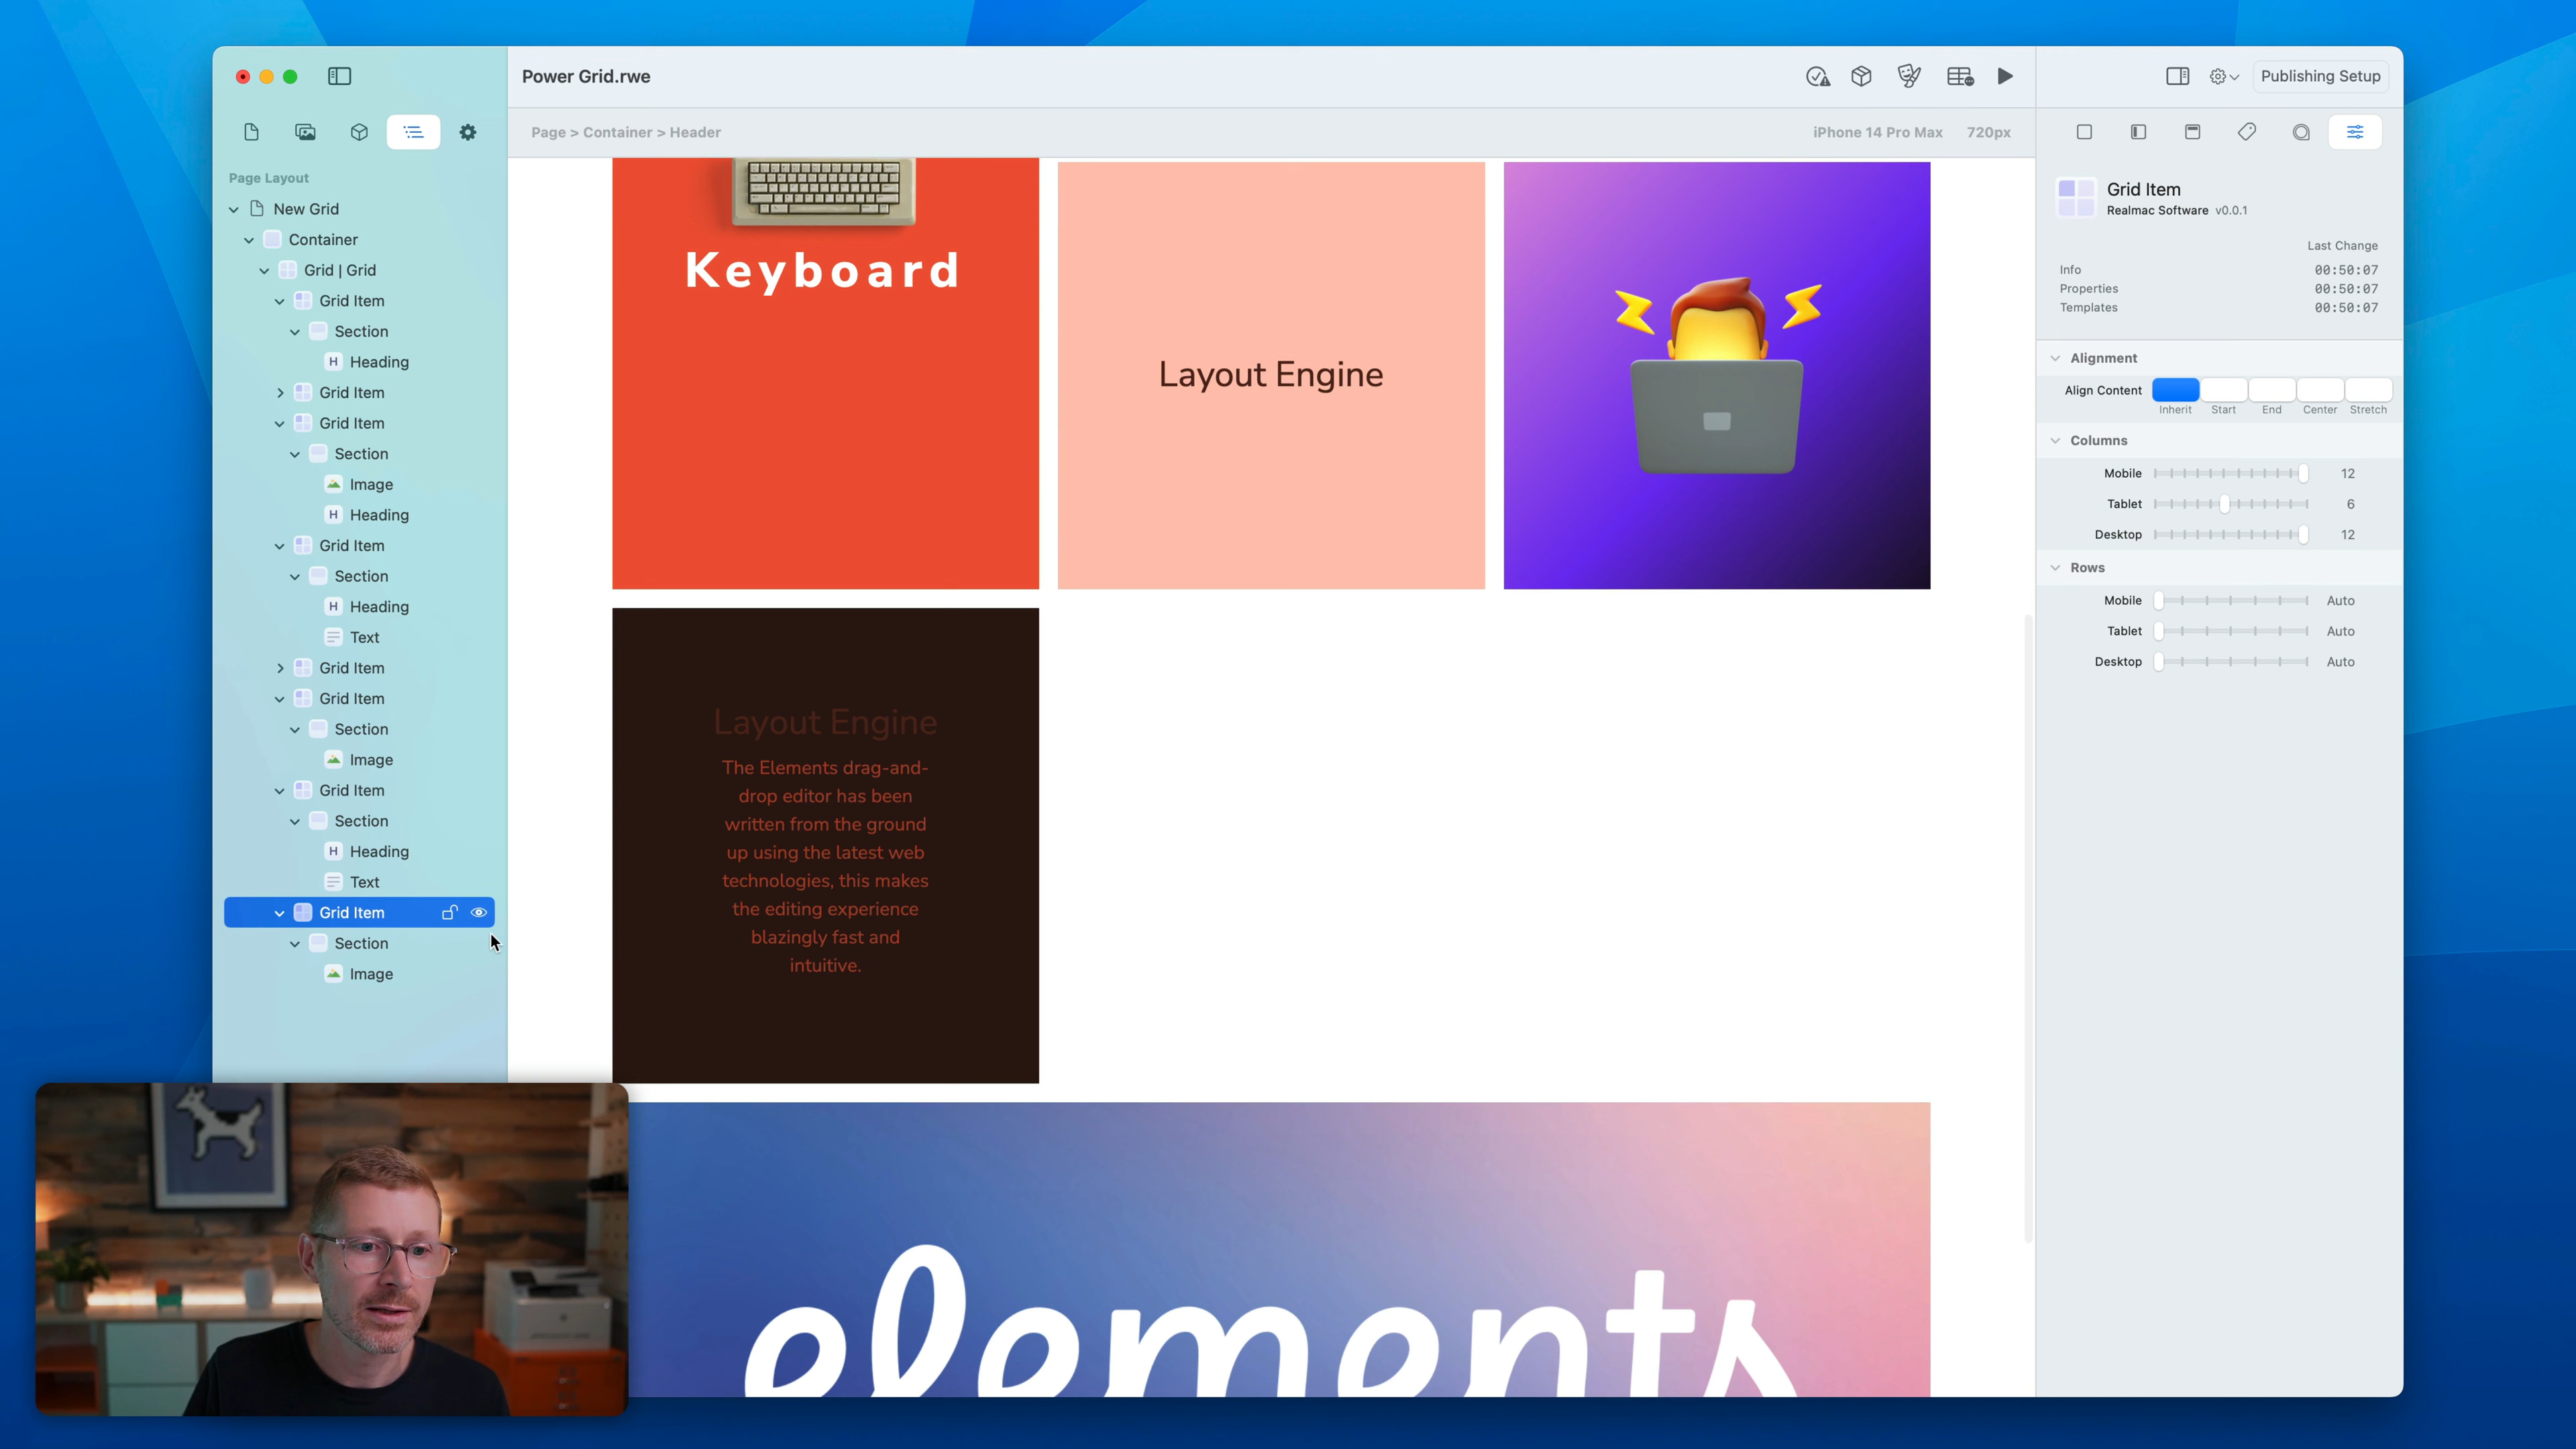 Power Grid.rwe
Publishing Setup
Page > Container > Header
iPhone 14 Pro Max 720px
Page Layout
New Grid
Container
Grid | Grid
Grid Item
Section
H Heading
Grid Item
Grid Item
Section
Image
H Heading
Grid Item
Section
H Heading
Text
Grid Item
Grid Item
Section
Image
Grid Item
Section
H Heading
Text
Grid Item
Section
Image
Keyboard
Layout Engine
Layout Engine
The Elements drag-and-
drop editor has been
written from the ground
up using the latest web
technologies, this makes
the editing experience
blazingly fast and
intuitive.
elements
Grid Item
Realmac Software v0.0.1
Last Change
Info 00:50:07
Properties 00:50:07
Templates 00:50:07
Alignment
Align Content
Inherit Start End Center Stretch
Columns
Mobile 12
Tablet 6
Desktop 12
Rows
Mobile Auto
Tablet Auto
Desktop Auto